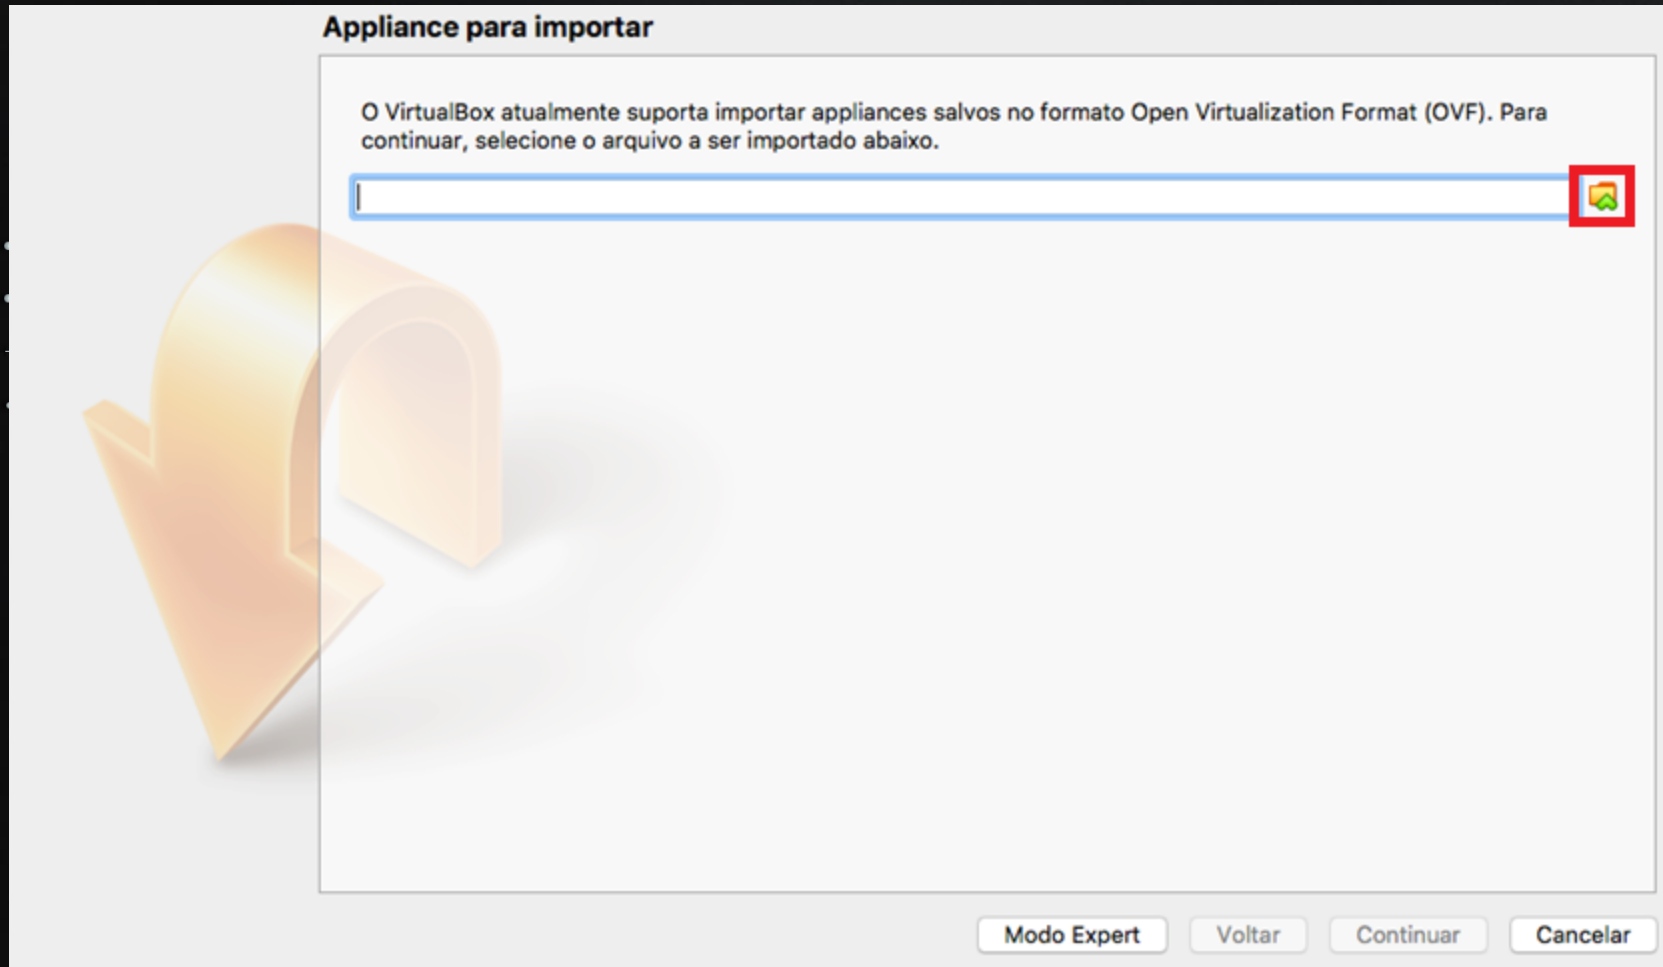 Appliance para importar
O VirtualBox atualmente suporta importar appliances salvos no formato Open Virtualization Format (OVF). Para
continuar, selecione o arquivo a ser importado abaixo.
Modo Expert Voltar Continuar Cancelar